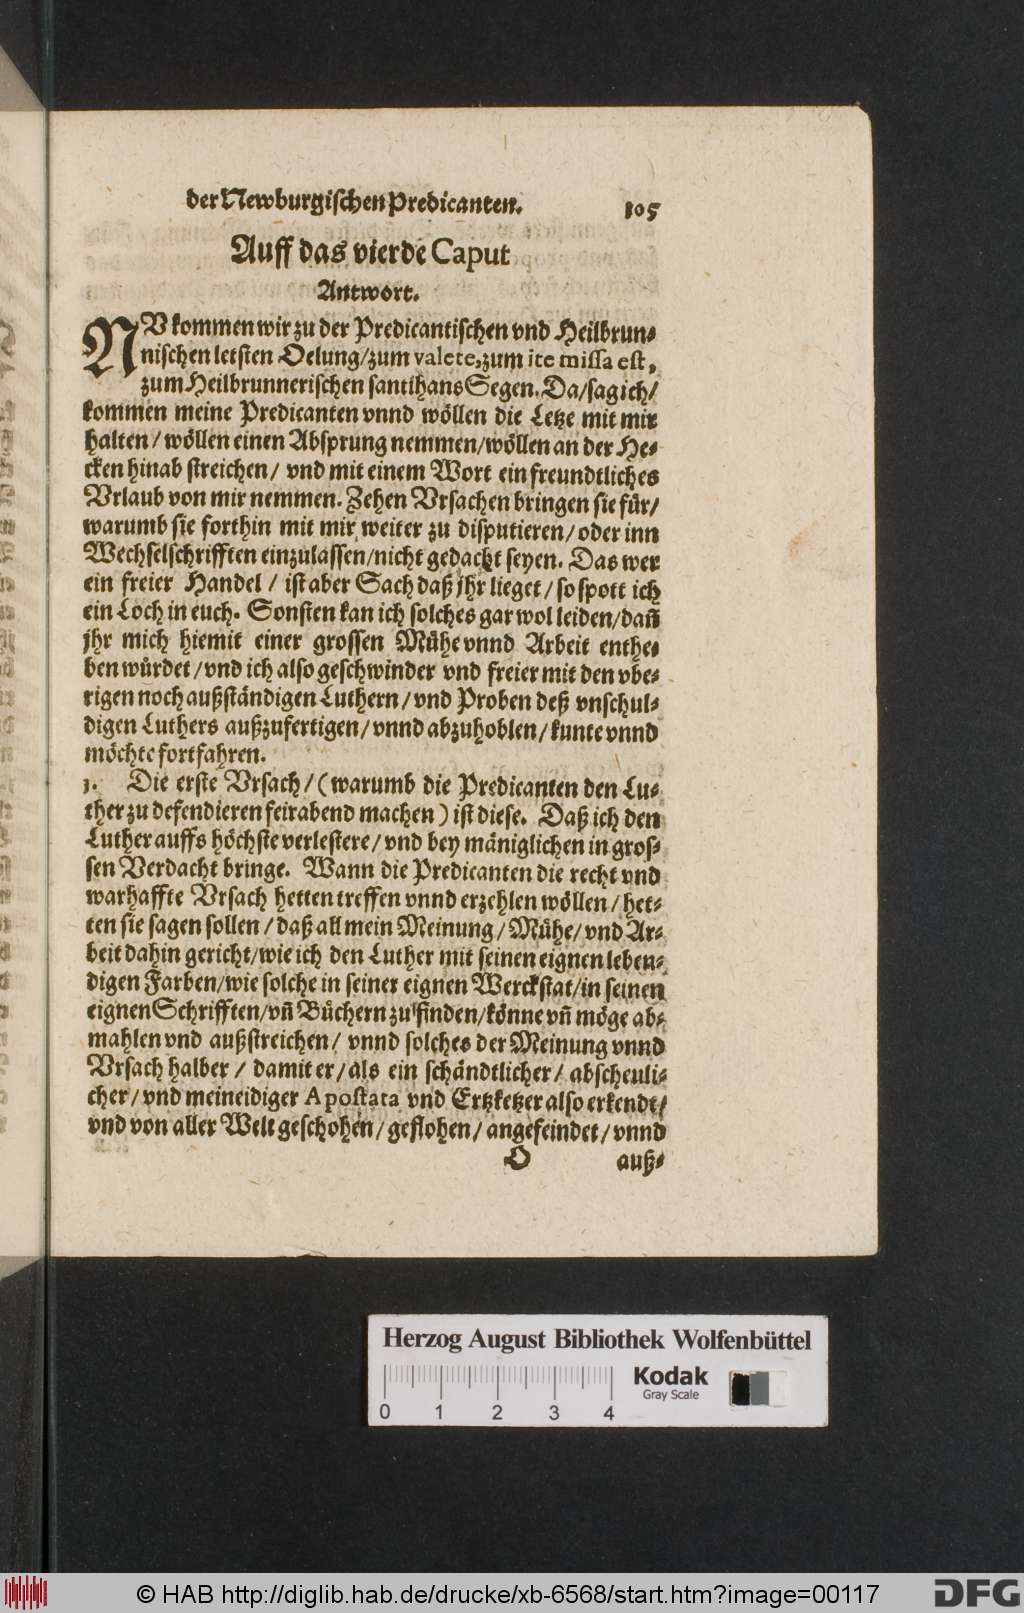 der Newburgischen Predicanten. 105
Auff das vierde Caput
Antwort.
NV kommen wir zu der Predicantischen vnd Heilbrun-
nischen letsten Oelung/zum valete,zum ite missa est,
zum Heilbrunnerischen santihans Segen. Da/sag ich/
kommen meine Predicanten vnnd wöllen die Letze mit mir
halten/ wöllen einen Absprung nemmen/wöllen an der He-
cken hinab streichen/ vnd mit einem Wort ein freundtliches
Vrlaub von mir nemmen. Zehen Vrsachen bringen sie für/
warumb sie forthin mit mir weiter zu disputieren/ oder inn
Wechselschrifften einzulassen/nicht gedacht seyen. Das wer
ein freier Handel / ist aber Sach daß jhr lieget/ so spott ich
ein Loch in euch. Sonsten kan ich solches gar wol leiden/dañ
jhr mich hiemit einer grossen Mühe vnnd Arbeit enthe-
ben würdet/vnd ich also geschwinder vnd freier mit den vbe-
rigen noch außständigen Luthern/ vnd Proben deß vnschul-
digen Luthers außzufertigen/ vnnd abzuhoblen/ kunte vnnd
möchte fortfahren.
1. Die erste Vrsach/ (warumb die Predicanten den Lu-
ther zu defendieren feirabend machen) ist diese. Daß ich den
Luther auffs höchste verlestere/ vnd bey mäniglichen in gros-
sen Verdacht bringe. Wann die Predicanten die recht vnd
warhaffte Vrsach hetten treffen vnnd erzehlen wöllen/ het-
ten sie sagen sollen/ daß all mein Meinung/ Mühe/ vnd Ar-
beit dahin gericht/wie ich den Luther mit seinen eignen leben-
digen Farben/wie solche in seiner eignen Werckstat/in seinen
eignen Schrifften/vñ Büchern zu finden/könne vñ möge ab-
mahlen vnd außstreichen/ vnnd solches der Meinung vnnd
Vrsach halber / damit er/als ein schändtlicher/ abscheuli-
cher/ vnd meineidiger Apostata vnd Ertzketzer also erkendt/
vnd von aller Welt geschohen/ geflohen/ angefeindet/ vnnd
O auß-
Herzog August Bibliothek Wolfenbüttel
Kodak
Gray Scale
0 1 2 3 4
© HAB http://diglib.hab.de/drucke/xb-6568/start.htm?image=00117
DFG